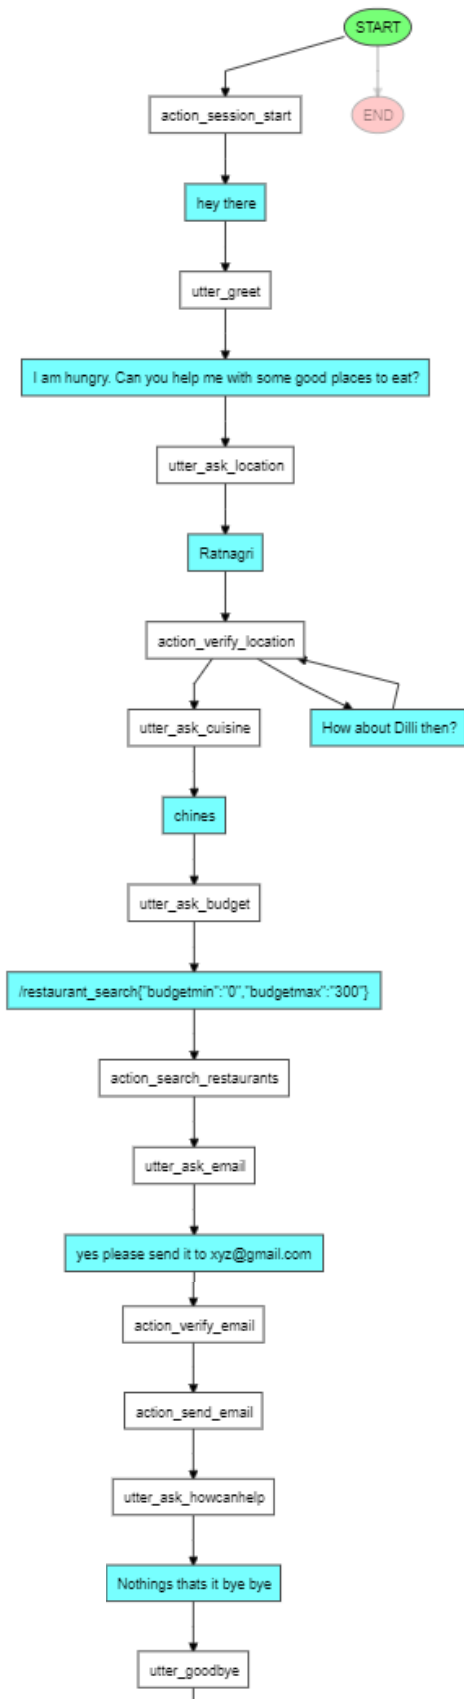 START
END
action_session_start
hey there
utter_greet
I am hungry. Can you help me with some good places to eat?
utter_ask_location
Ratnagri
action_verify_location
utter_ask_cuisine
How about Dilli then?
chines
utter_ask_budget
/restaurant_search{"budgetmin":"0","budgetmax":"300"}
action_search_restaurants
utter_ask_email
yes please send it to xyz@gmail.com
action_verify_email
action_send_email
utter_ask_howcanhelp
Nothings thats it bye bye
utter_goodbye